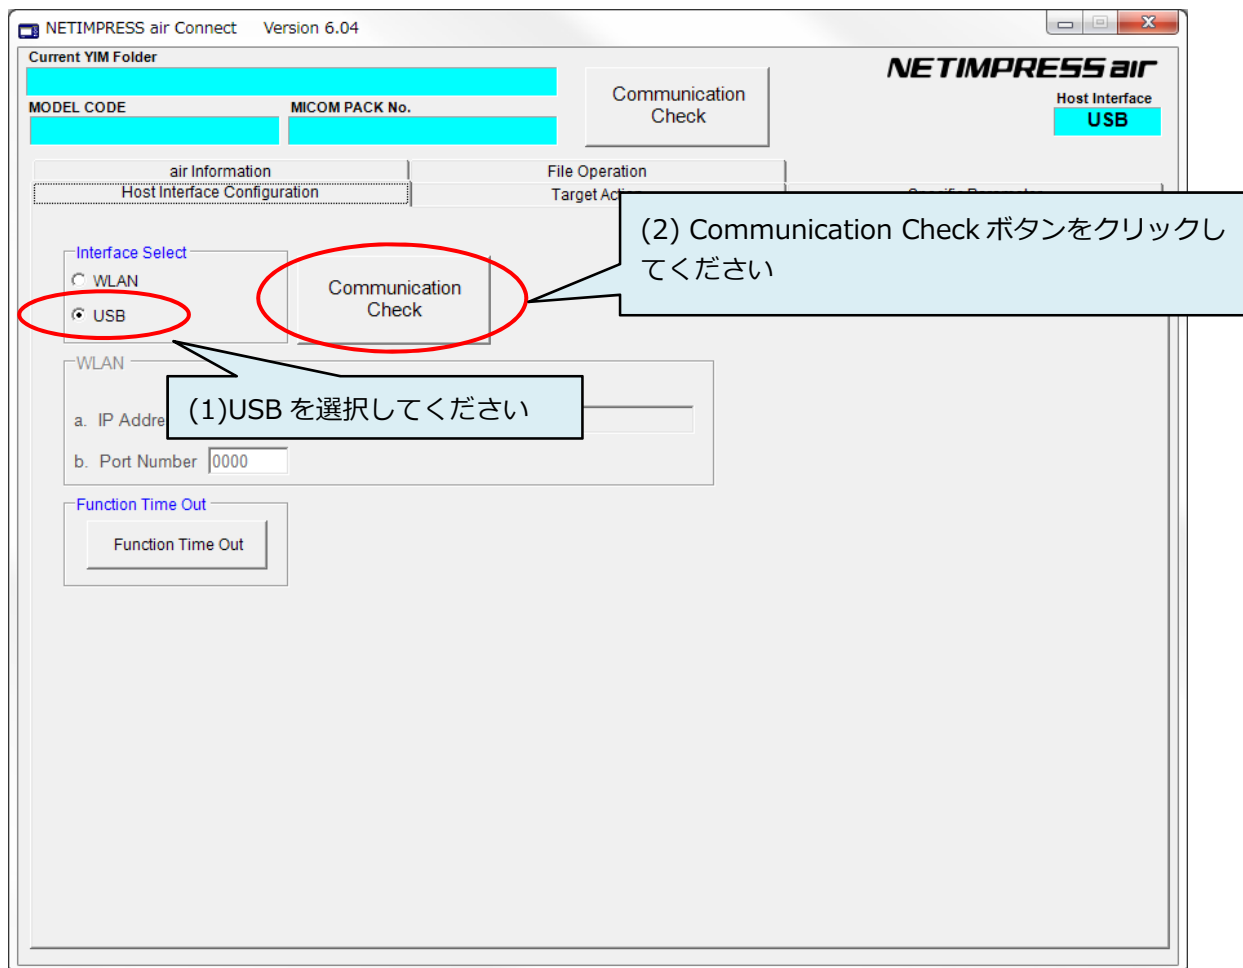 NETIMPRESS air Connect Version 6.04
Current YIM Folder
NETIMPRESS air
Communication
Check
Host Interface
USB
MODEL CODE
MICOM PACK No.
air Information
File Operation
Host Interface Configuration
(2) Communication Check ボタンをクリックし
てください
Interface Select
WLAN
USB
Communication
Check
(1)USB を選択してください
WLAN
a. IP Addre
b. Port Number 0000
Function Time Out
Function Time Out